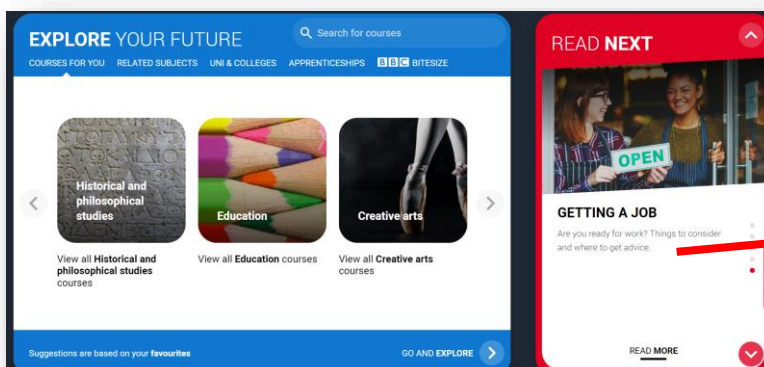 EXPLORE YOUR FUTURE
Search for courses
COURSES FOR YOU RELATED SUBJECTS UNI & COLLEGES APPRENTICESHIPS BBC BITESIZE
Historical and
philosophical
studies
Education
Creative arts
View all Historical and
philosophical studies
courses
View all Education courses
View all Creative arts
courses
Suggestions are based on your favourites
GO AND EXPLORE
READ NEXT
OPEN
GETTING A JOB
Are you ready for work? Things to consider
and where to get advice.
READ MORE